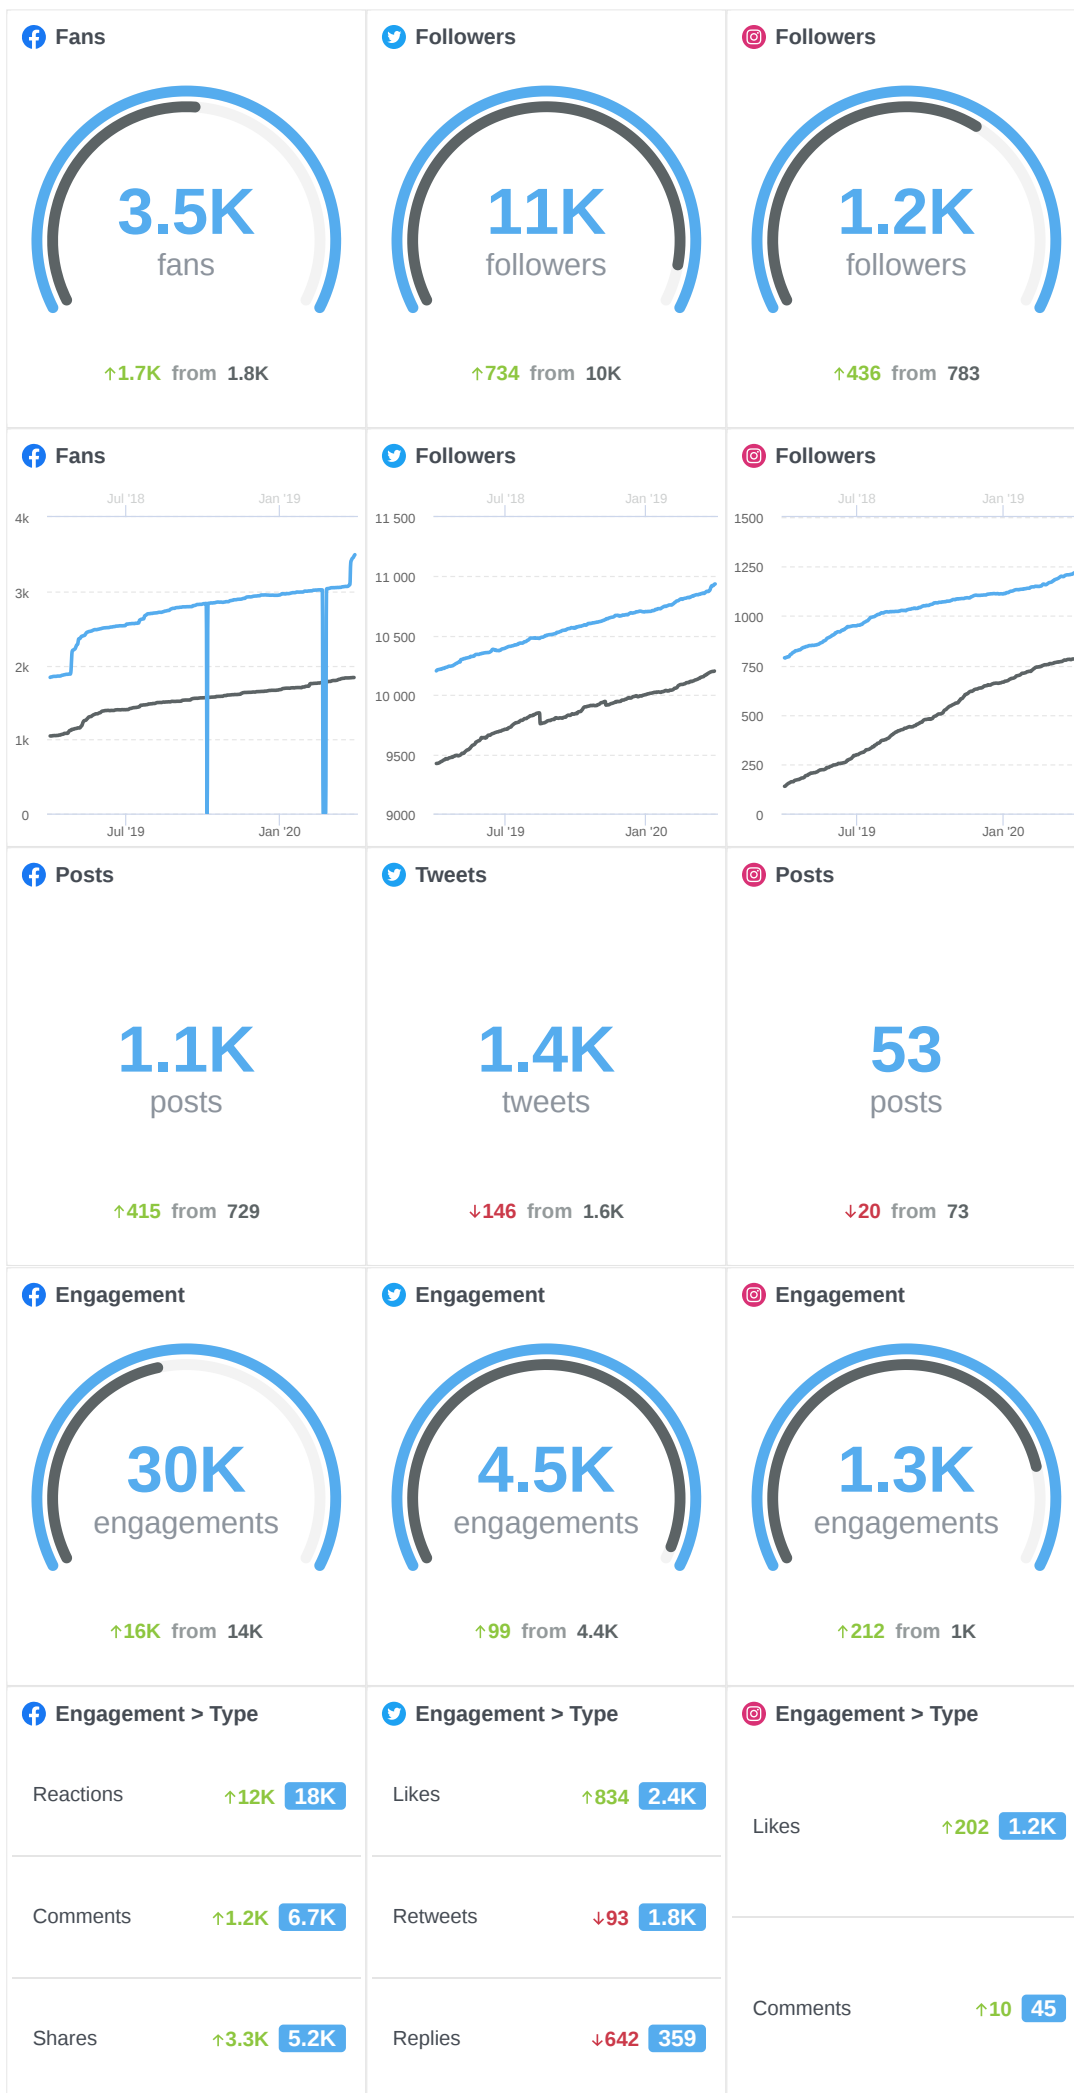 Fans
3.5K
fans
↑1.7K from 1.8K
Followers
11K
followers
↑734 from 10K
Followers
1.2K
followers
↑436 from 783
Fans
Jul '18 Jan '19
4k
3k
2k
1k
0
Jul '19 Jan '20
Followers
Jul '18 Jan '19
11 500
11 000
10 500
10 000
9500
9000
Jul '19 Jan '20
Followers
Jul '18 Jan '19
1500
1250
1000
750
500
250
0
Jul '19 Jan '20
Posts
1.1K
posts
↑415 from 729
Tweets
1.4K
tweets
↓146 from 1.6K
Posts
53
posts
↓20 from 73
Engagement
30K
engagements
↑16K from 14K
Engagement
4.5K
engagements
↑99 from 4.4K
Engagement
1.3K
engagements
↑212 from 1K
Engagement > Type
Reactions ↑12K 18K
Comments ↑1.2K 6.7K
Shares ↑3.3K 5.2K
Engagement > Type
Likes ↑834 2.4K
Retweets ↓93 1.8K
Replies ↓642 359
Engagement > Type
Likes ↑202 1.2K
Comments ↑10 45